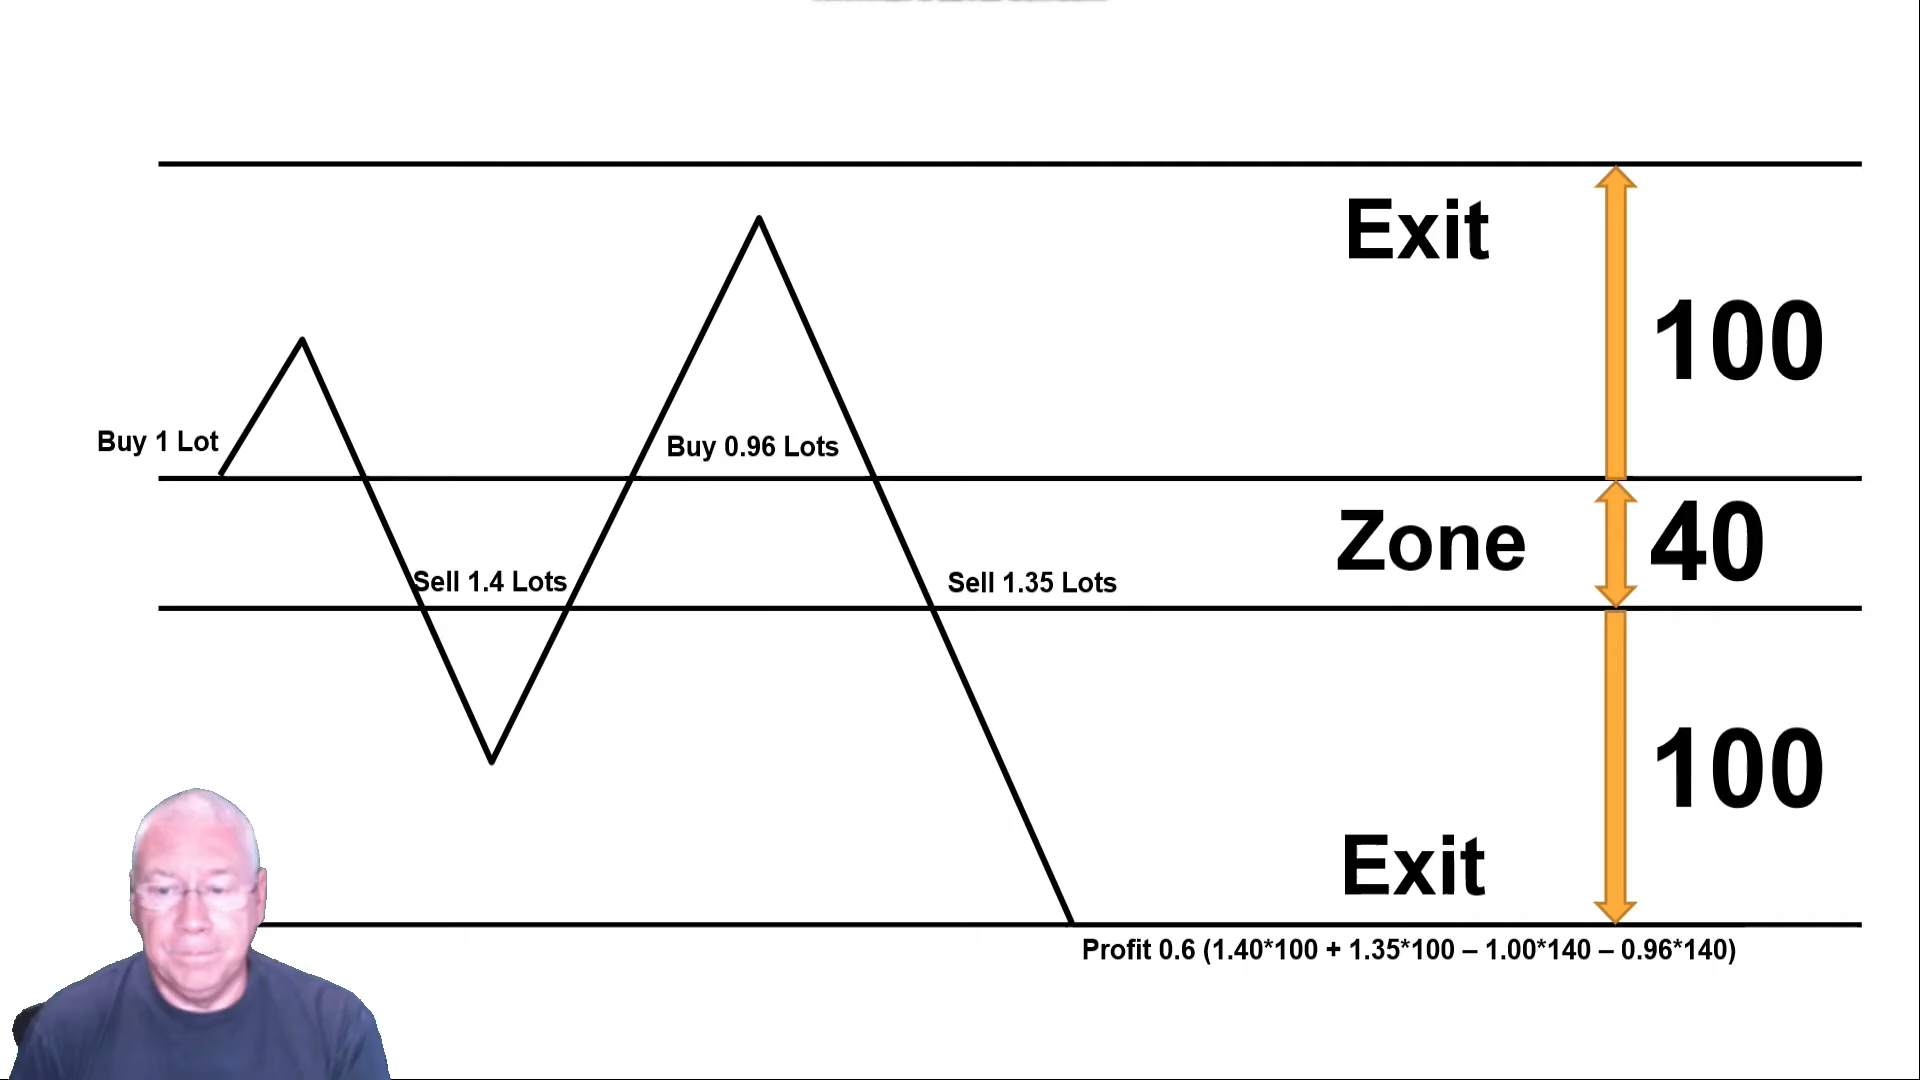 Exit
100
Buy 1 Lot
Buy 0.96 Lots
Zone
40
Sell 1.4 Lots
Sell 1.35 Lots
100
Exit
Profit 0.6 (1.40*100 + 1.35*100 – 1.00*140 – 0.96*140)